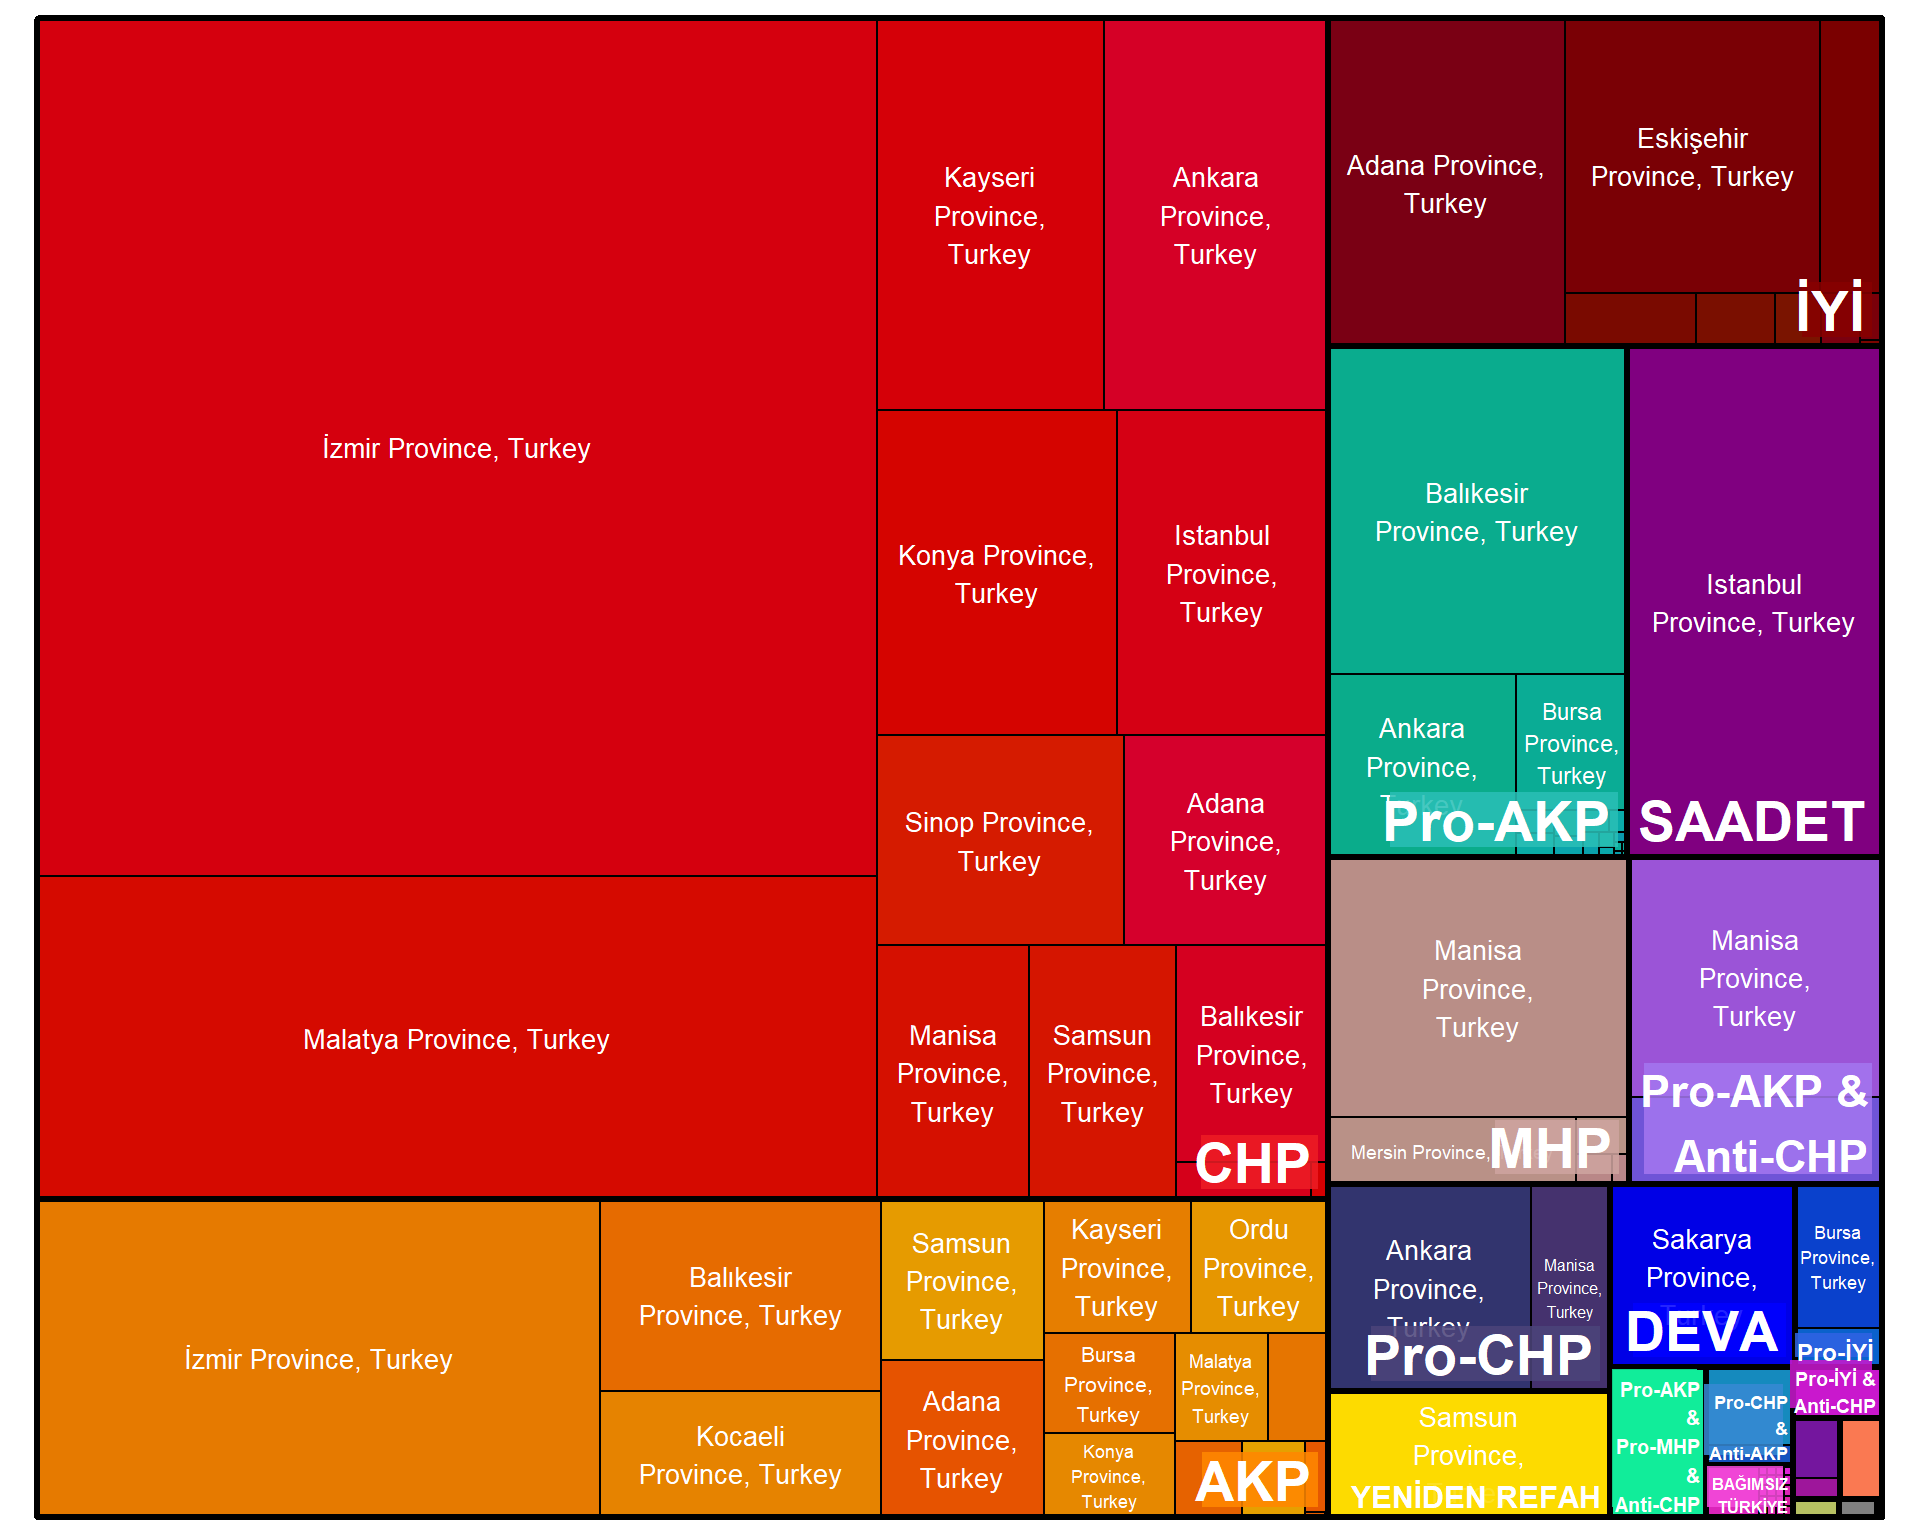 İzmir Province, Turkey
Malatya Province, Turkey
Kayseri
Province,
Turkey
Ankara
Province,
Turkey
Konya Province,
Turkey
Istanbul
Province,
Turkey
Sinop Province,
Turkey
Adana
Province,
Turkey
Manisa
Province,
Turkey
Samsun
Province,
Turkey
Balıkesir
Province,
Turkey
CHP
İzmir Province, Turkey
Balıkesir
Province, Turkey
Kocaeli
Province, Turkey
Samsun
Province,
Turkey
Adana
Province,
Turkey
Kayseri
Province,
Turkey
Ordu
Province,
Turkey
Bursa
Province,
Turkey
Malatya
Province,
Turkey
Konya
Province,
Turkey
AKP
Adana Province,
Turkey
Eskişehir
Province, Turkey
İYİ
Balıkesir
Province, Turkey
Ankara
Province,
Turkey
Bursa
Province,
Turkey
Pro-AKP
Istanbul
Province, Turkey
SAADET
Manisa
Province,
Turkey
Mersin Province,
MHP
Manisa
Province,
Turkey
Pro-AKP &
Anti-CHP
Ankara
Province,
Turkey
Manisa
Province,
Turkey
Pro-CHP
Sakarya
Province,
Turkey
DEVA
Bursa
Province,
Turkey
Pro-İYİ
Samsun
Province,
YENİDEN REFAH
Pro-AKP
&
Pro-MHP
&
Anti-CHP
Pro-CHP
&
Anti-AKP
Pro-İYİ &
Anti-CHP
BAĞIMSIZ
TÜRKİYE